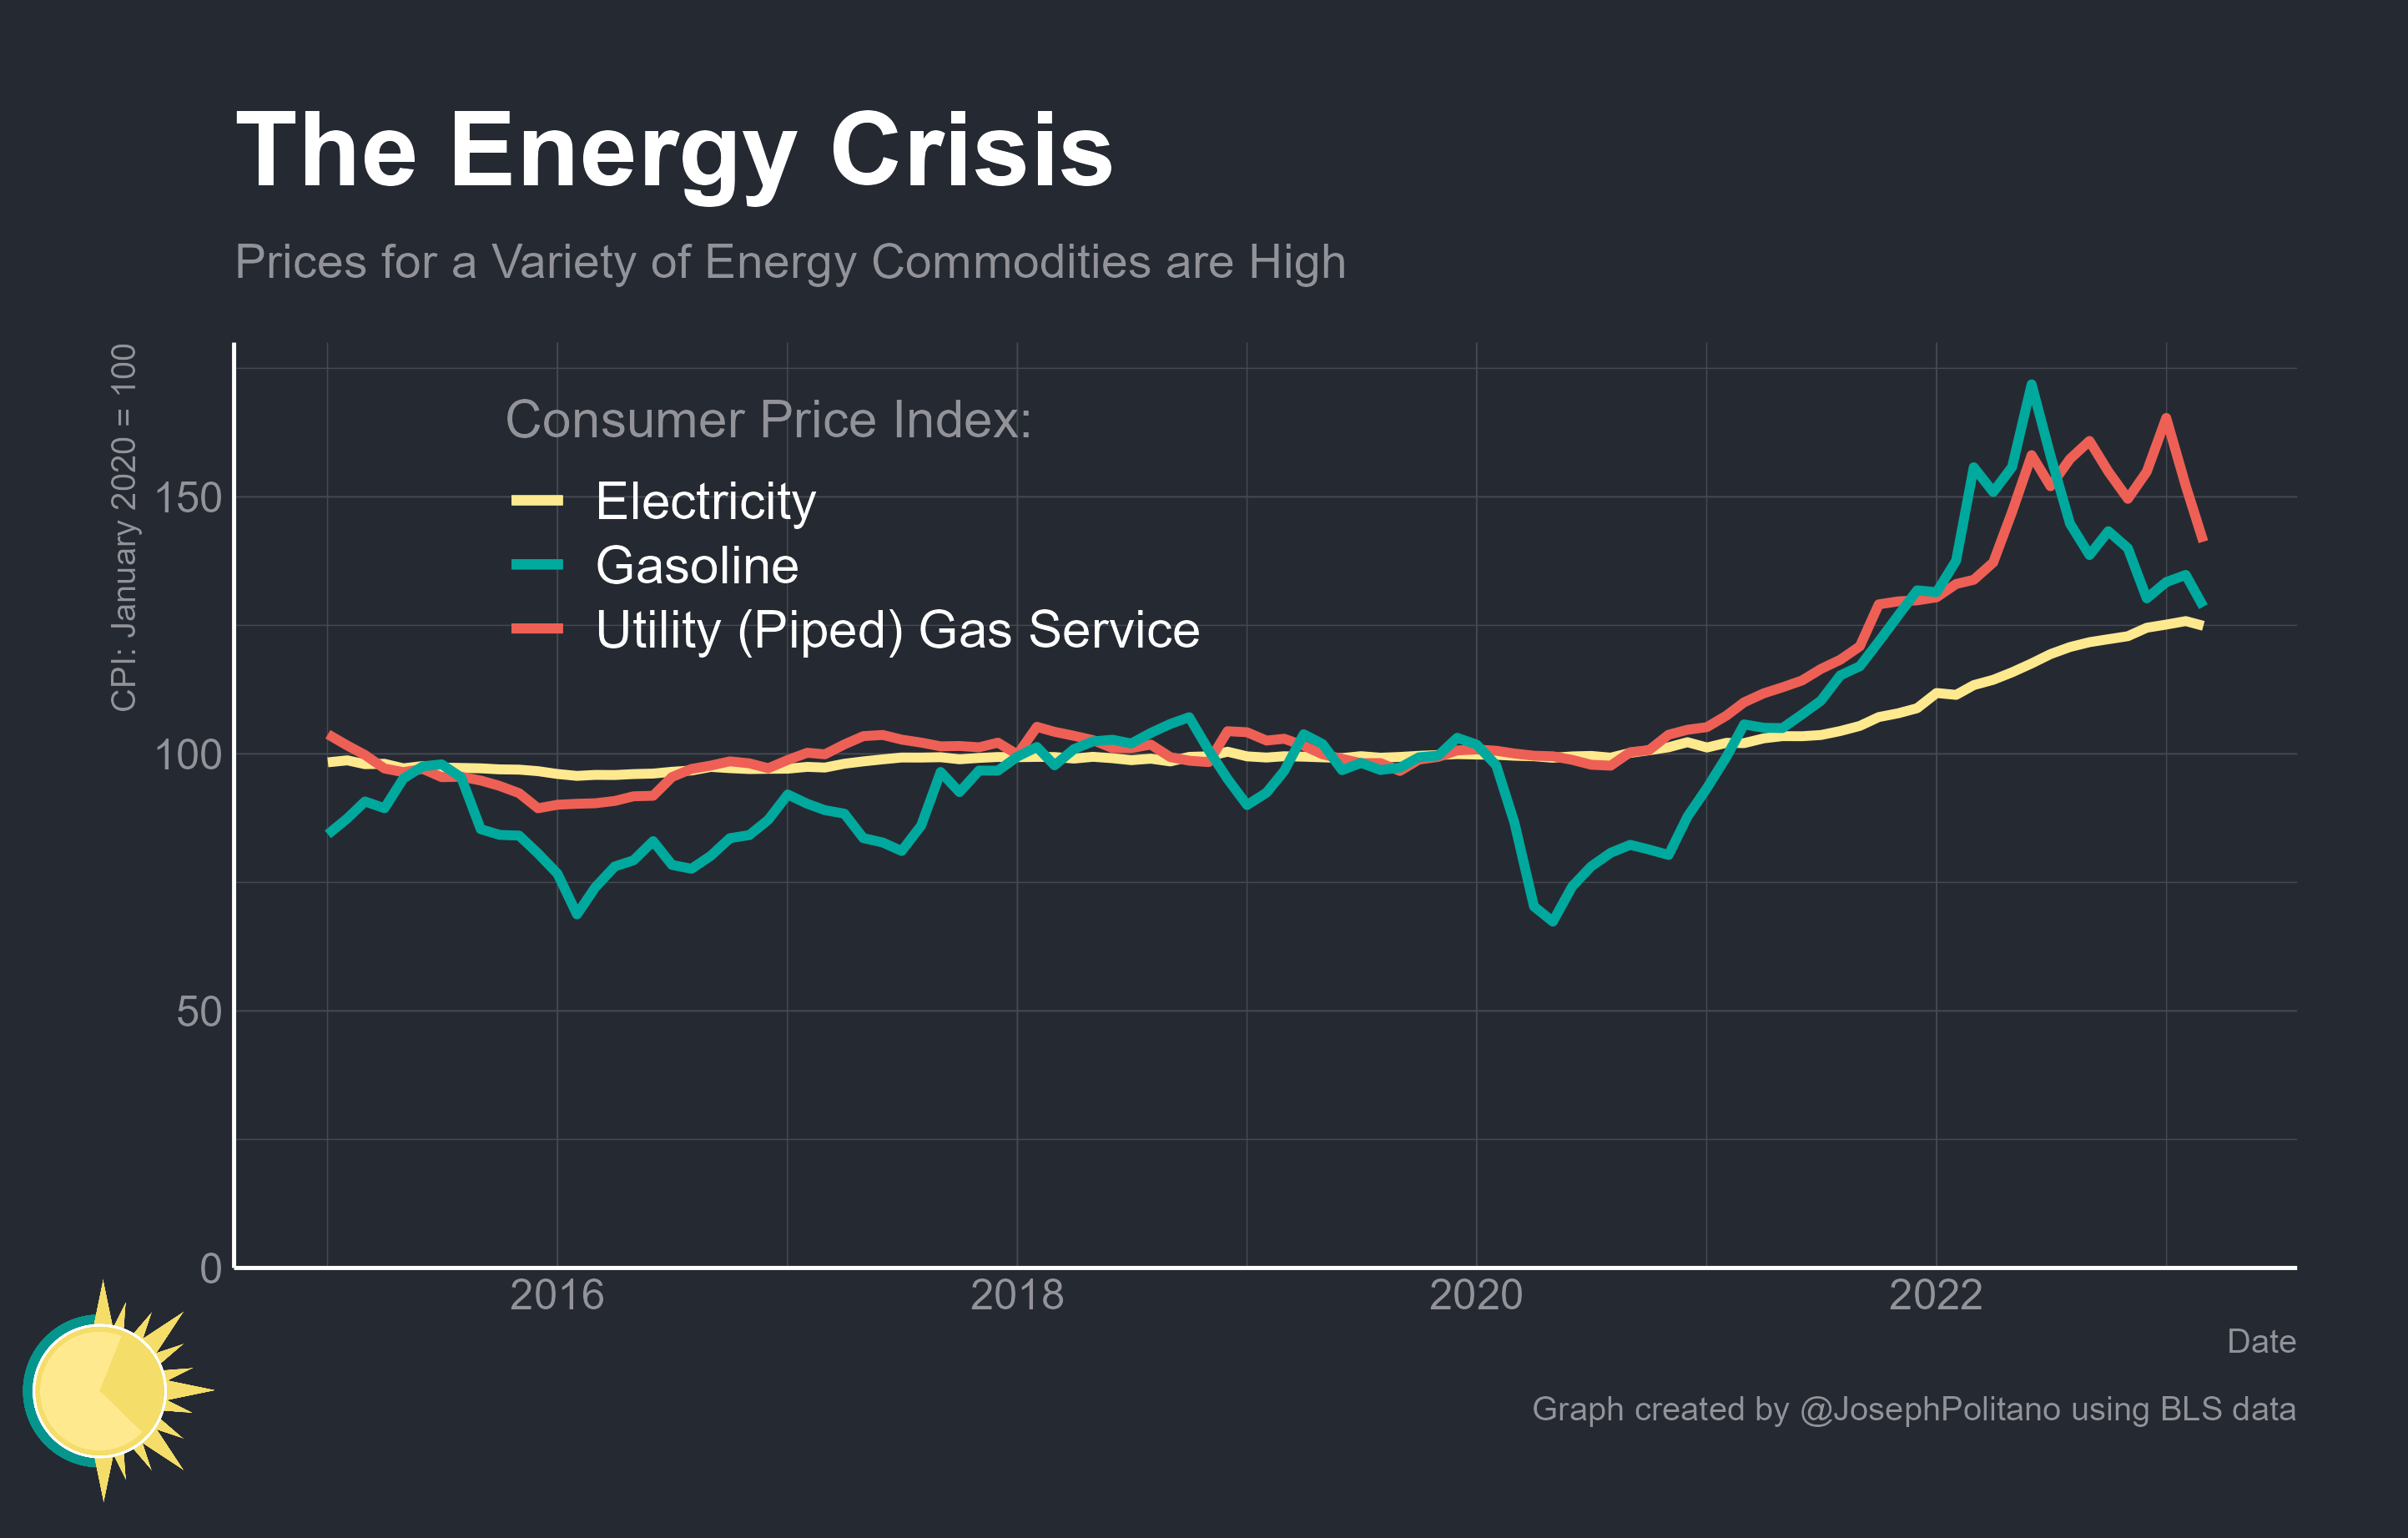 The Energy Crisis
Prices for a Variety of Energy Commodities are High
CPI: January 2020 = 100
Consumer Price Index:
Electricity
Gasoline
Utility (Piped) Gas Service
150
100
50
0
2016
2018
2020
2022
Date
Graph created by @JosephPolitano using BLS data